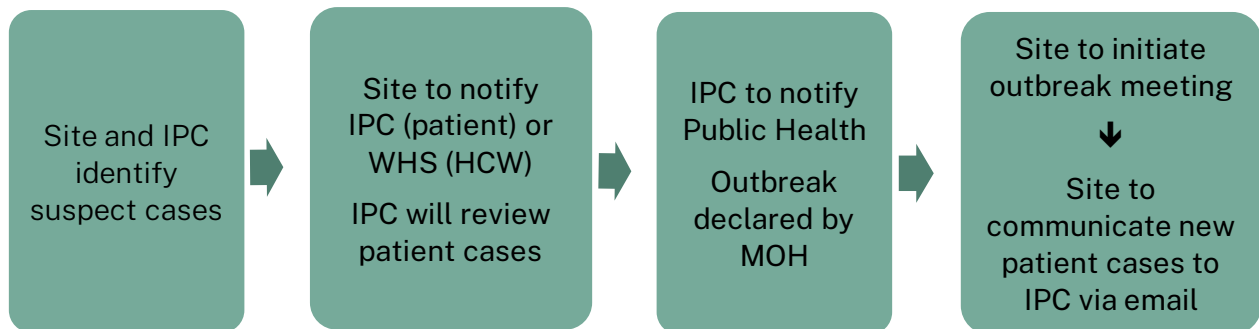 Site and IPC
identify
suspect cases
Site to notify
IPC (patient) or
WHS (HCW)
IPC will review
patient cases
IPC to notify
Public Health
Outbreak
declared by
MOH
Site to initiate
outbreak meeting
Site to
communicate new
patient cases to
IPC via email